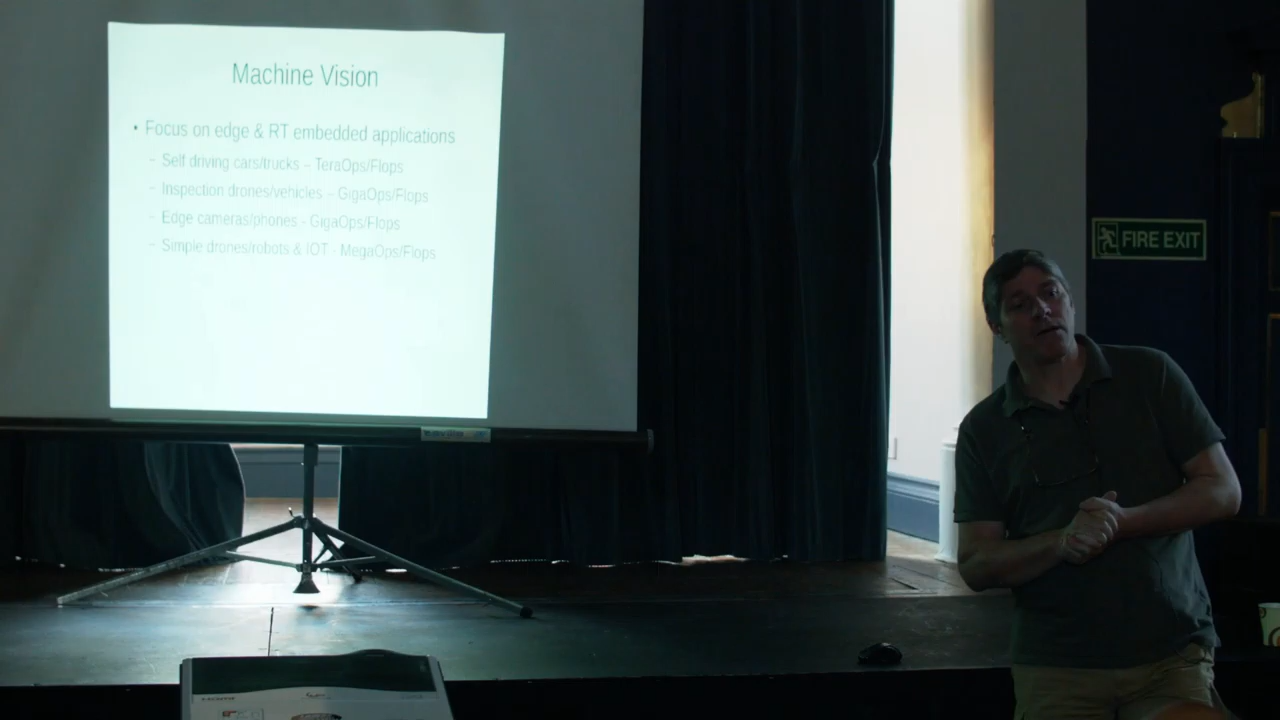 Machine Vision
• Focus on edge & RT embedded applications
– Self driving cars/trucks – TeraOps/Flops
– Inspection drones/vehicles – GigaOps/Flops
– Edge cameras/phones - GigaOps/Flops
– Simple drones/robots & IOT - MegaOps/Flops
FIRE EXIT